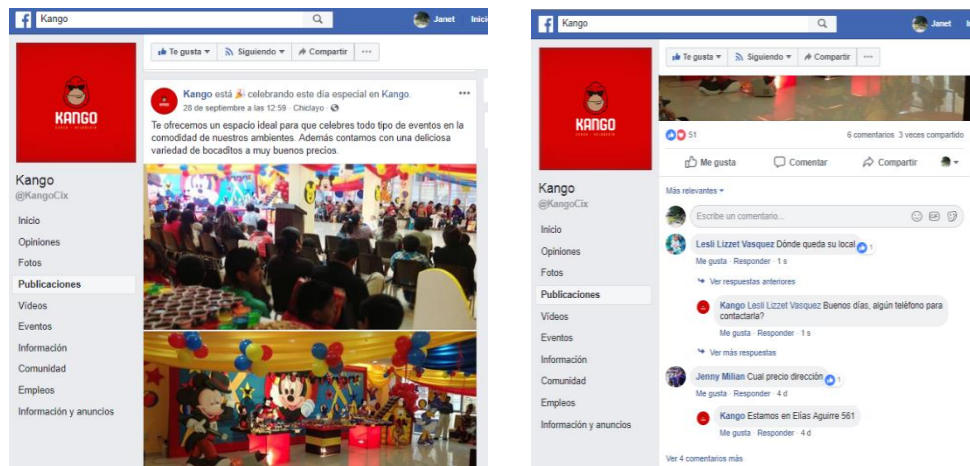 Kango
Janet
Inicio
Te gusta
Siguiendo
Compartir
KANGO
Kango está celebrando este día especial en Kango.
28 de septiembre a las 12:59 · Chiclayo ·
Te ofrecemos un espacio ideal para que celebres todo tipo de eventos en la
comodidad de nuestros ambientes. Además contamos con una deliciosa
variedad de bocaditos a muy buenos precios.
Kango
@KangoCix
Inicio
Opiniones
Fotos
Publicaciones
Vídeos
Eventos
Información
Comunidad
Empleos
Información y anuncios
Kango
Janet
Te gusta
Siguiendo
Compartir
KANGO
51
6 comentarios 3 veces compartido
Me gusta
Comentar
Compartir
Más relevantes
Escribe un comentario...
GIF
Lesli Lizzet Vasquez Dónde queda su local
1
Me gusta · Responder · 1 s
Ver respuestas anteriores
Kango Lesli Lizzet Vasquez Buenos días, algún teléfono para
contactarla?
Me gusta · Responder · 1 s
Ver más respuestas
Jenny Milian Cual precio dirección
1
Me gusta · Responder · 4 d
Kango Estamos en Elías Aguirre 561
Me gusta · Responder · 4 d
Ver 4 comentarios más
Kango
@KangoCix
Inicio
Opiniones
Fotos
Publicaciones
Vídeos
Eventos
Información
Comunidad
Empleos
Información y anuncios